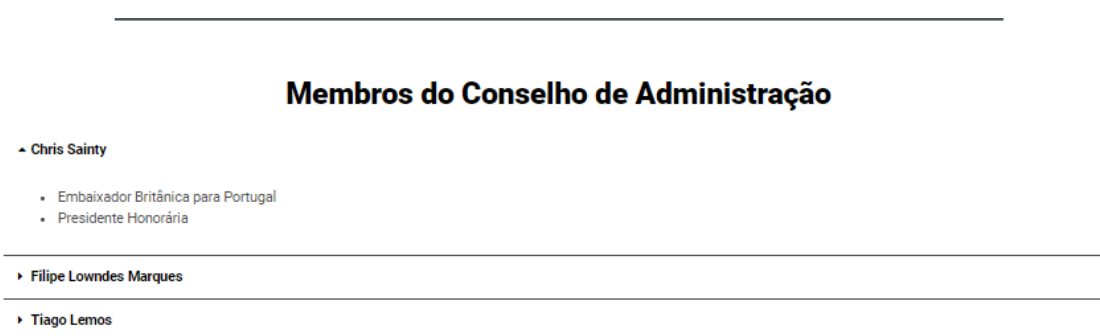 Membros do Conselho de Administração
Chris Sainty
Embaixador Britânica para Portugal
Presidente Honorária
Filipe Lowndes Marques
Tiago Lemos